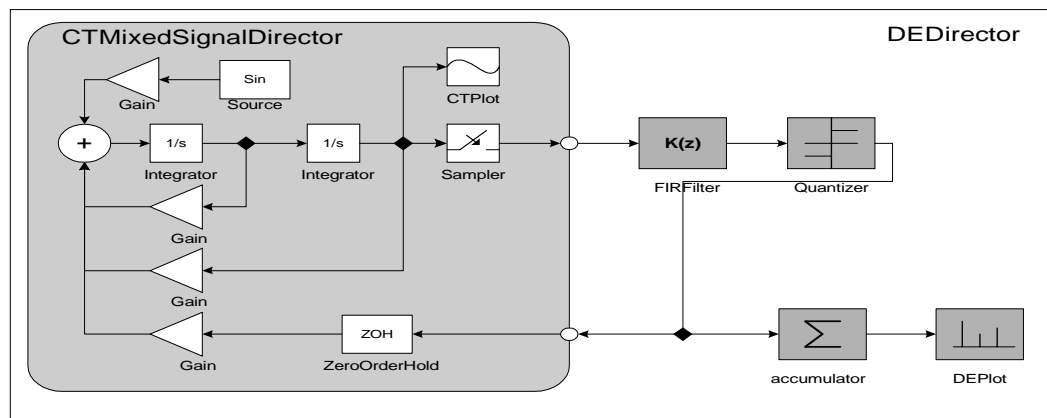 CTMixedSignalDirector
DEDirector
Sin
Gain
Source
CTPlot
+
1/s
1/s
K(z)
Integrator
Integrator
Sampler
FIRFilter
Quantizer
Gain
Gain
ZOH
Σ
Gain
ZeroOrderHold
accumulator
DEPlot